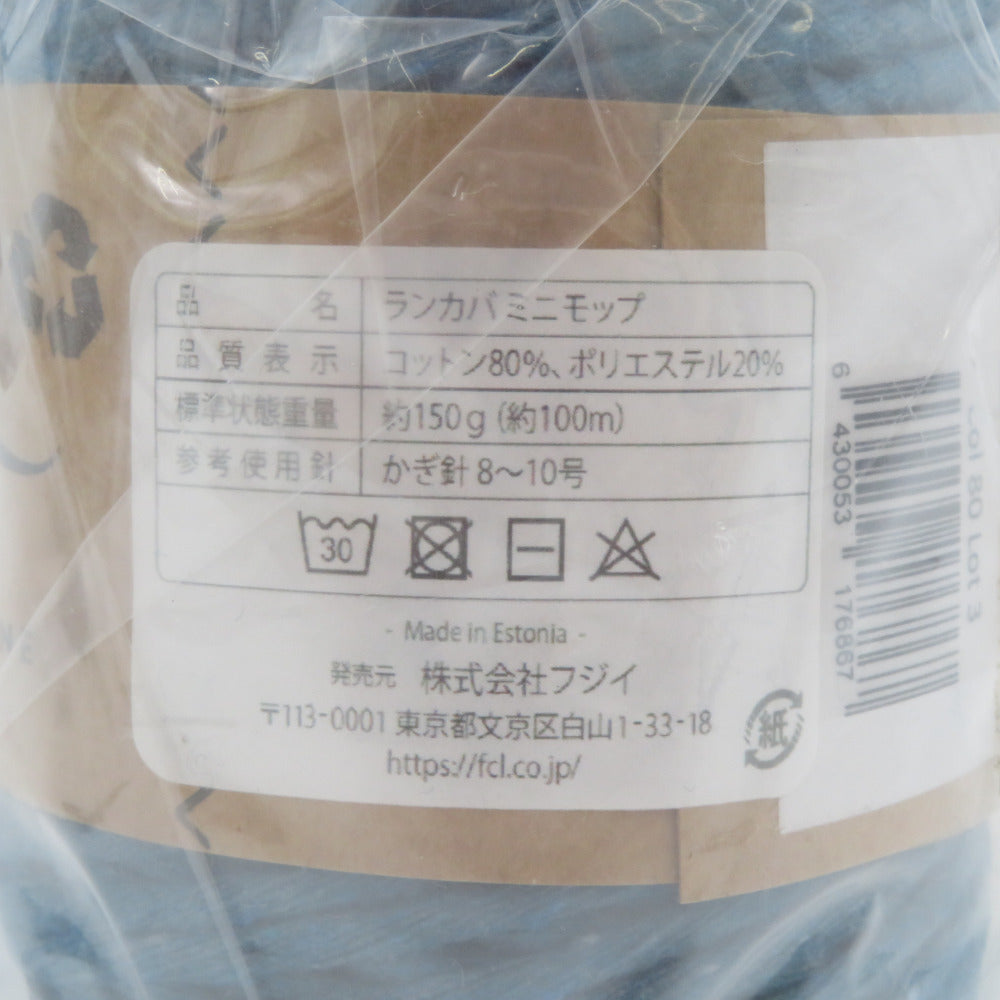 品名 ランカバ ミニモップ
品質表示 コットン80%、ポリエステル20%
標準状態重量 約150g (約100m)
参考使用針 かぎ針 8～10号
30
- Made in Estonia -
発売元 株式会社フジイ
〒113-0001 東京都文京区白山1-33-18
https://fcl.co.jp/
紙
6 430053 176867
Col 80 Lot 3